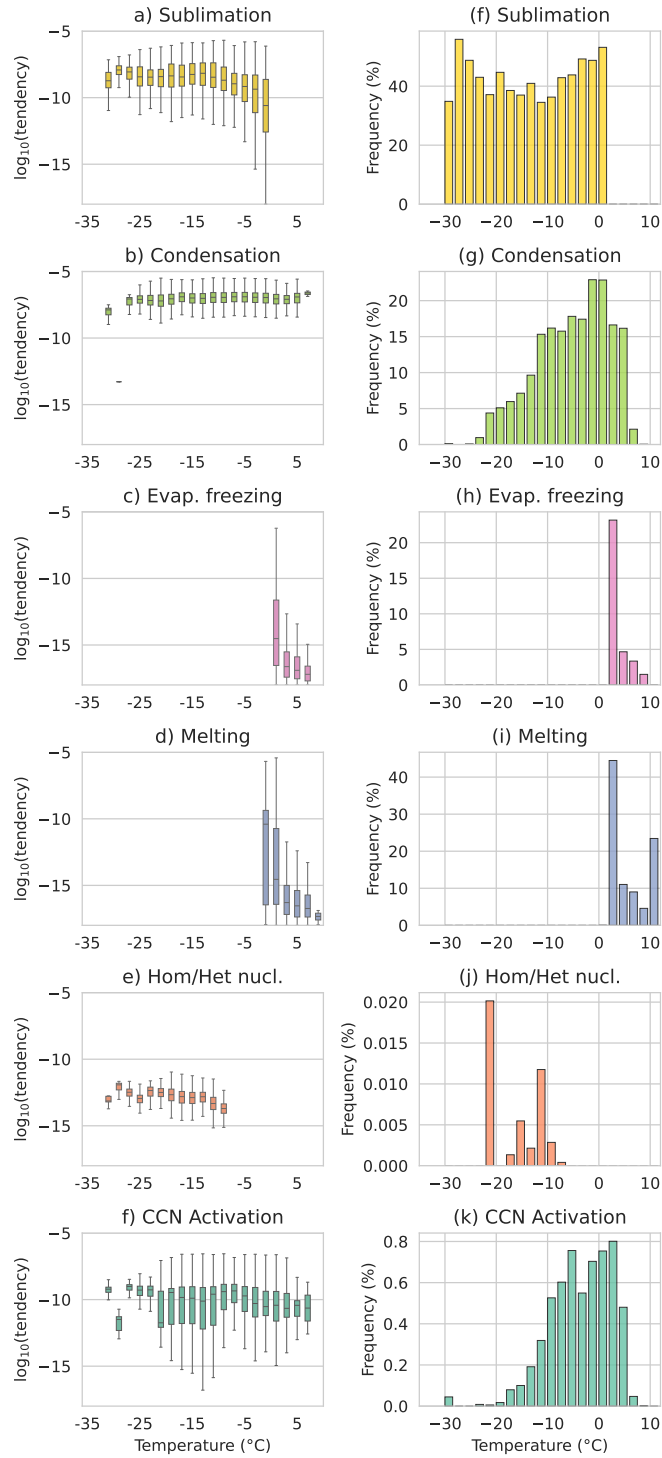 a) Sublimation
(f) Sublimation
log10(tendency)
−5
−10
−15
-35 -25 -15 -5 5
Frequency (%)
40
20
0
−30 −20 −10 0 10
b) Condensation
(g) Condensation
log10(tendency)
−5
−10
−15
-35 -25 -15 -5 5
Frequency (%)
20
15
10
5
0
−30 −20 −10 0 10
c) Evap. freezing
(h) Evap. freezing
log10(tendency)
−5
−10
−15
-35 -25 -15 -5 5
Frequency (%)
20
15
10
5
0
−30 −20 −10 0 10
d) Melting
(i) Melting
log10(tendency)
−5
−10
−15
-35 -25 -15 -5 5
Frequency (%)
40
30
20
10
0
−30 −20 −10 0 10
e) Hom/Het nucl.
(j) Hom/Het nucl.
log10(tendency)
−5
−10
−15
-35 -25 -15 -5 5
Frequency (%)
0.020
0.015
0.010
0.005
0.000
−30 −20 −10 0 10
f) CCN Activation
(k) CCN Activation
log10(tendency)
−5
−10
−15
-35 -25 -15 -5 5
Temperature (°C)
Frequency (%)
0.8
0.6
0.4
0.2
0.0
−30 −20 −10 0 10
Temperature (°C)